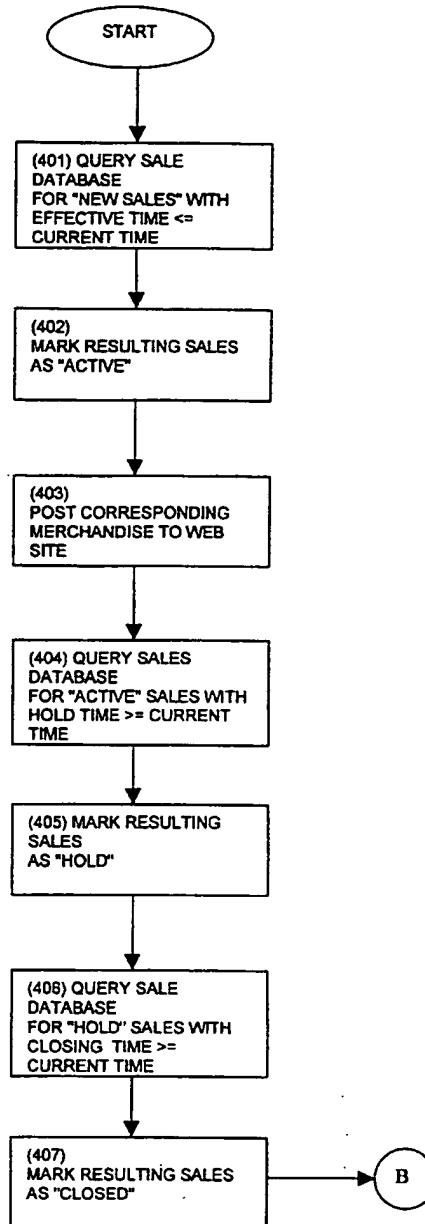 START
(401) QUERY SALE
DATABASE
FOR "NEW SALES" WITH
EFFECTIVE TIME <=
CURRENT TIME
(402)
MARK RESULTING SALES
AS "ACTIVE"
(403)
POST CORRESPONDING
MERCHANDISE TO WEB
SITE
(404) QUERY SALES
DATABASE
FOR "ACTIVE" SALES WITH
HOLD TIME >= CURRENT
TIME
(405) MARK RESULTING
SALES
AS "HOLD"
(406) QUERY SALE
DATABASE
FOR "HOLD" SALES WITH
CLOSING TIME >=
CURRENT TIME
(407)
MARK RESULTING SALES
AS "CLOSED"
B